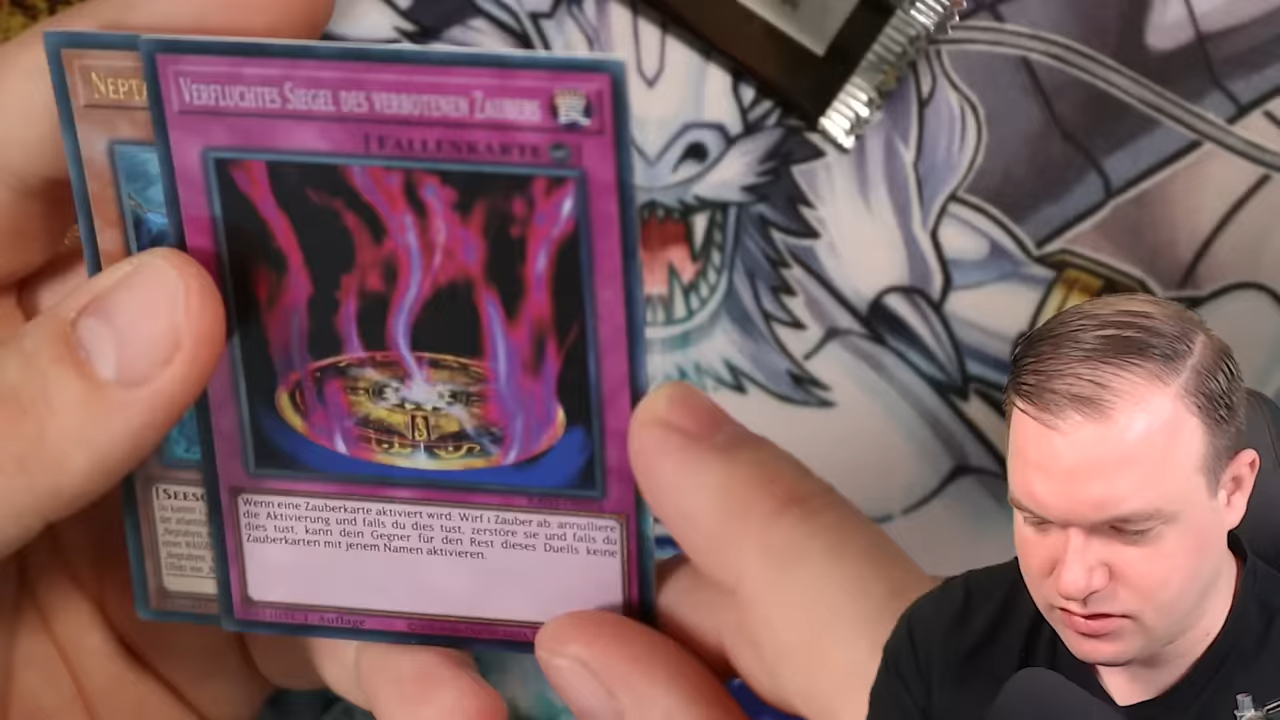 NEPTA
VERFLUCHTES SIEGEL DES VERBOTENEN ZAUBERS
[FALLENKARTE
[SEES
Wenn eine Zauberkarte aktiviert wird: Wirf 1 Zauber ab; annulliere
die Aktivierung und falls du dies tust, zerstöre sie und falls du
dies tust, kann dein Gegner für den Rest dieses Duells keine
Zauberkarten mit jenem Namen aktivieren.
1. Auflage